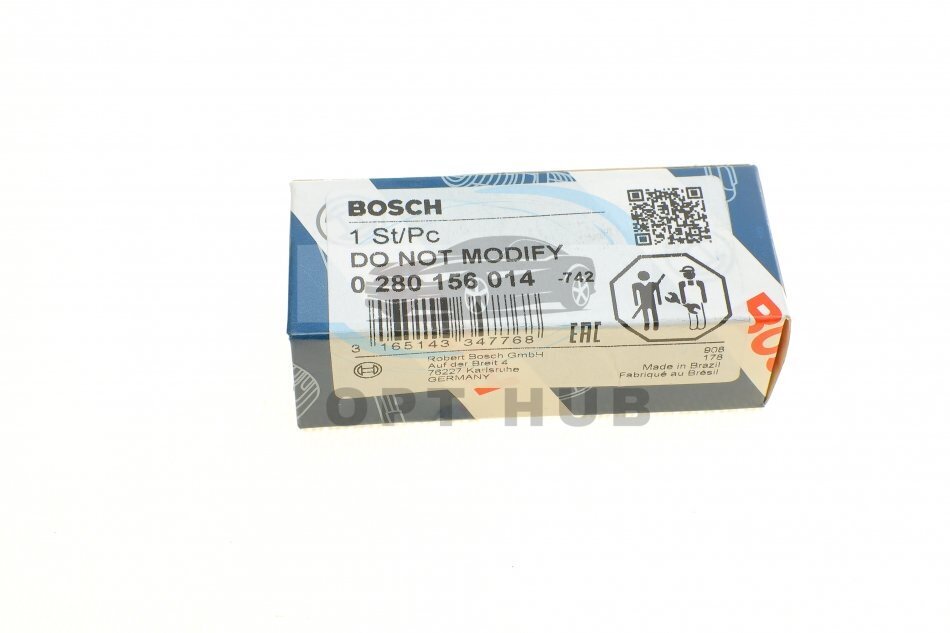 BOSCH
1 St/Pc
DO NOT MODIFY
0 280 156 014 -742
3 165143 347768
EAC
Robert Bosch GmbH
Auf der Breit 4
76227 Karlsruhe
GERMANY
908
178
Made in Brazil
Fabriqué au Brésil
OPT HUB